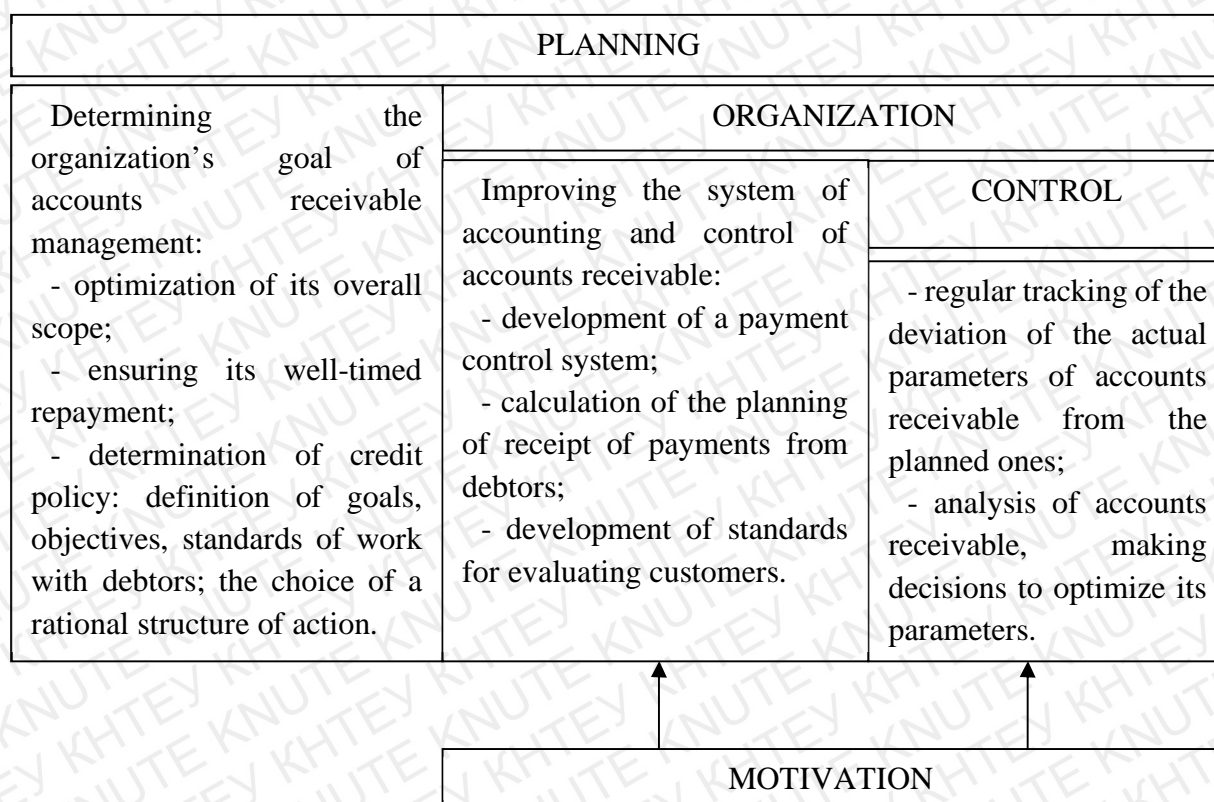 PLANNING
Determining the
organization’s goal of
accounts receivable
management:
- optimization of its overall
scope;
- ensuring its well-timed
repayment;
- determination of credit
policy: definition of goals,
objectives, standards of work
with debtors; the choice of a
rational structure of action.
ORGANIZATION
Improving the system of
accounting and control of
accounts receivable:
- development of a payment
control system;
- calculation of the planning
of receipt of payments from
debtors;
- development of standards
for evaluating customers.
CONTROL
- regular tracking of the
deviation of the actual
parameters of accounts
receivable from the
planned ones;
- analysis of accounts
receivable, making
decisions to optimize its
parameters.
MOTIVATION